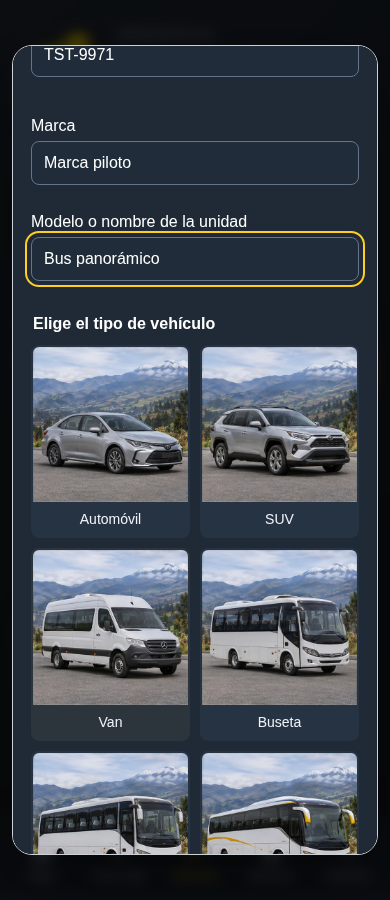 TST-9971
Marca
Marca piloto
Modelo o nombre de la unidad
Bus panorámico
Elige el tipo de vehículo
Automóvil
SUV
Van
Buseta